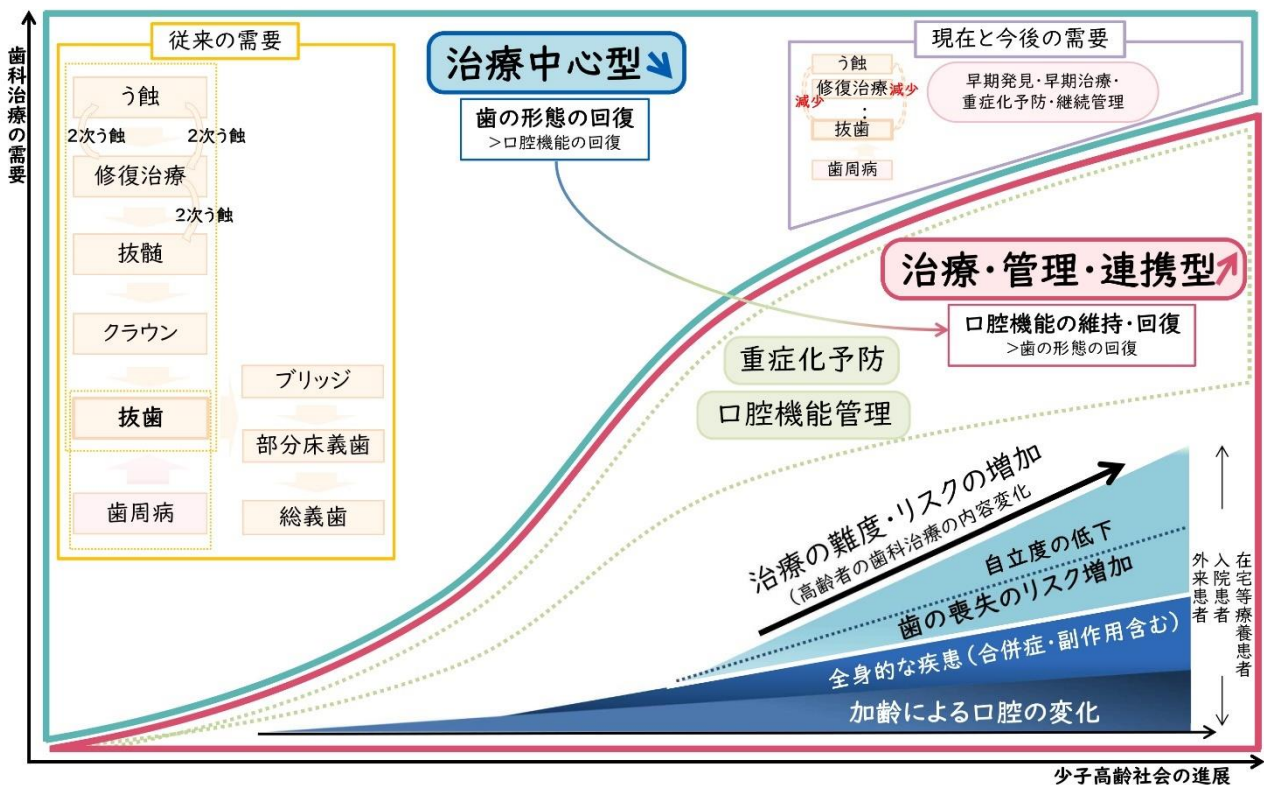 歯科治療の需要
従来の需要
う蝕
2次う蝕
2次う蝕
修復治療
2次う蝕
抜髄
クラウン
抜歯
歯周病
ブリッジ
部分床義歯
総義歯
治療中心型
歯の形態の回復
>口腔機能の回復
現在と今後の需要
う蝕
修復治療
減少
減少
:
抜歯
歯周病
早期発見・早期治療・
重症化予防・継続管理
治療・管理・連携型
口腔機能の維持・回復
>歯の形態の回復
重症化予防
口腔機能管理
治療の難度・リスクの増加
(高齢者の歯科治療の内容変化
自立度の低下
歯の喪失のリスク増加
全身的な疾患(合併症・副作用含む)
加齢による口腔の変化
在宅等療養患者
入院患者
外来患者
少子高齢社会の進展